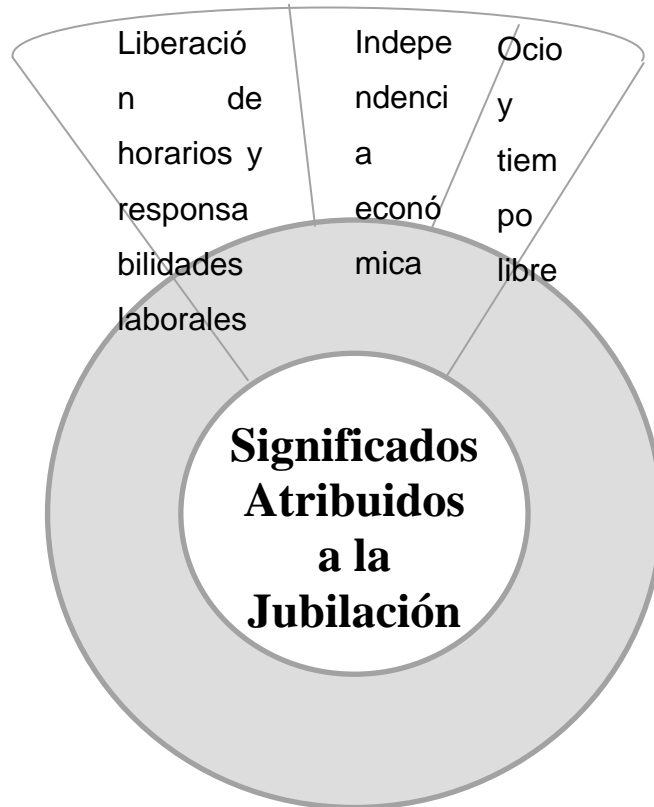 Liberació
n de
horarios y
responsa
bilidades
laborales
Indepe
ndenci
a
econó
mica
Ocio
y
tiem
po
libre
Significados
Atribuidos
a la
Jubilación